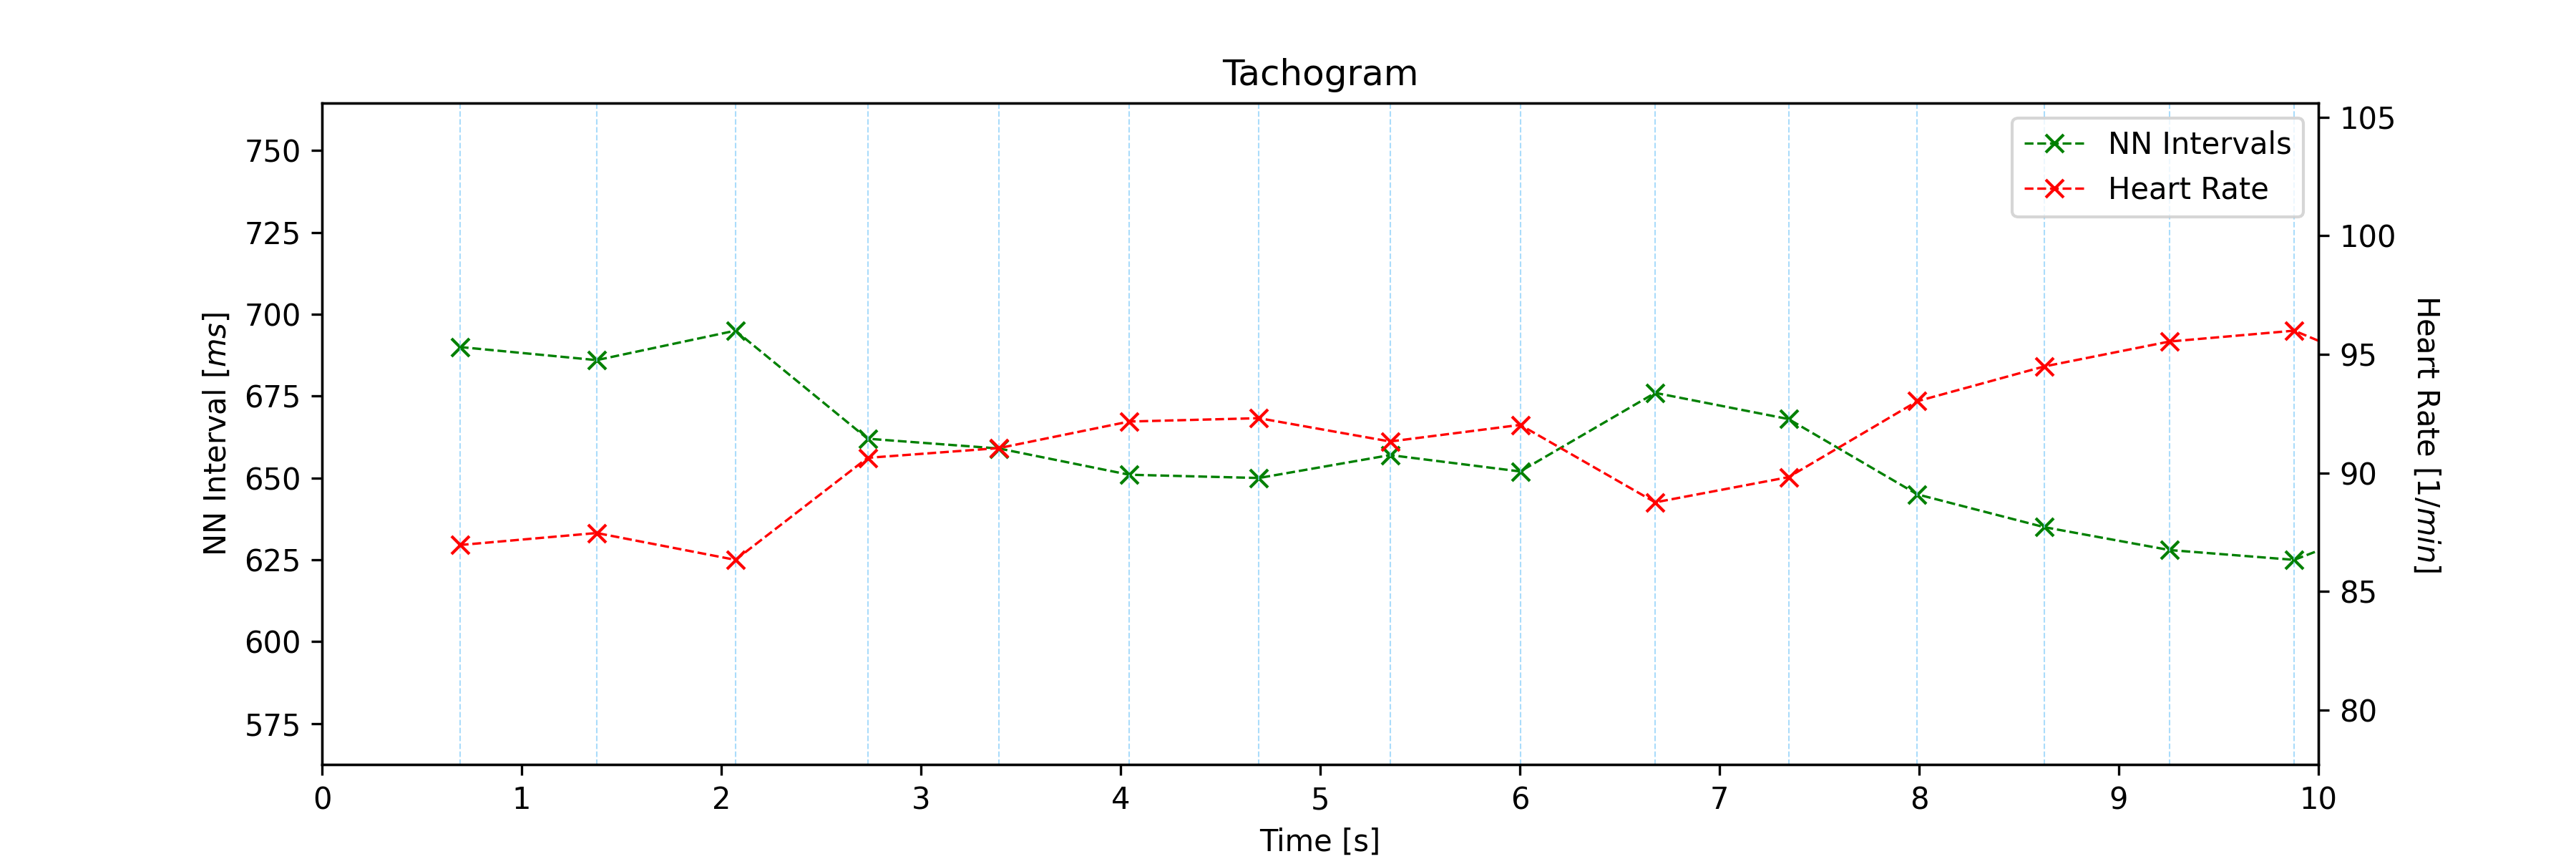 Tachogram
750
725
700
675
650
625
600
575
NN Interval [ms]
105
100
95
90
85
80
Heart Rate [1/min]
NN Intervals
Heart Rate
0 1 2 3 4 5 6 7 8 9 10
Time [s]